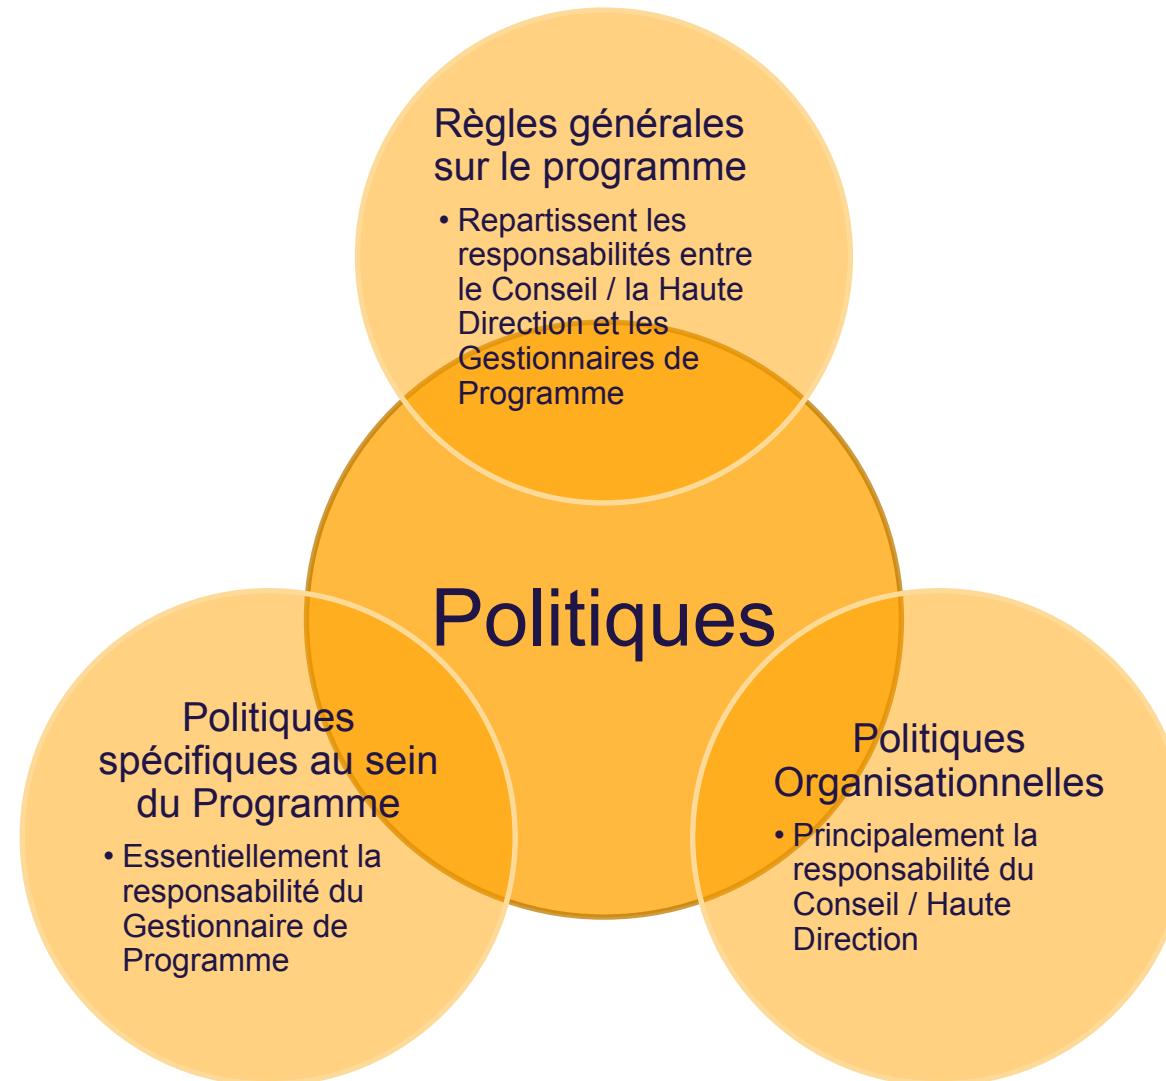 Règles générales
sur le programme
• Repartissent les
responsabilités entre
le Conseil / la Haute
Direction et les
Gestionnaires de
Programme
Politiques
Politiques
spécifiques au sein
du Programme
• Essentiellement la
responsabilité du
Gestionnaire de
Programme
Politiques
Organisationnelles
• Principalement la
responsabilité du
Conseil / Haute
Direction